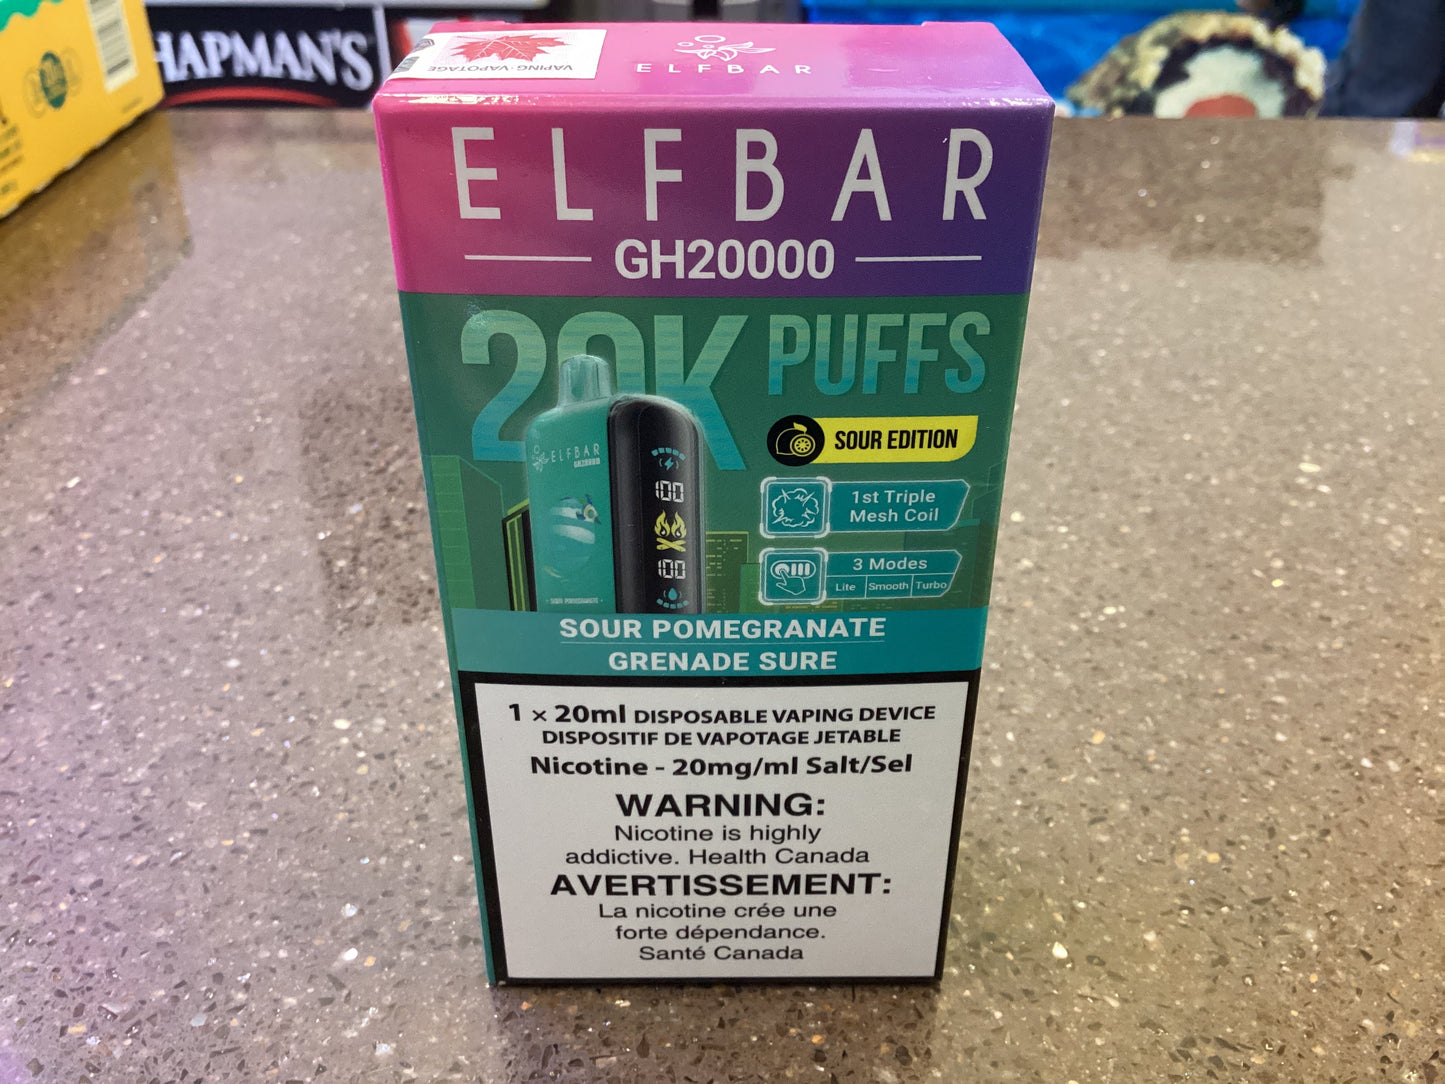 HAPMAN'S
VAPING · VAPOTAGE
ELFBAR
ELFBAR
GH20000
20K PUFFS
SOUR EDITION
ELFBAR
GH20000
1st Triple
Mesh Coil
100
100
3 Modes
Lite Smooth Turbo
SOUR POMEGRANATE
SOUR POMEGRANATE
GRENADE SURE
1 × 20ml DISPOSABLE VAPING DEVICE
DISPOSITIF DE VAPOTAGE JETABLE
Nicotine - 20mg/ml Salt/Sel
WARNING:
Nicotine is highly
addictive. Health Canada
AVERTISSEMENT:
La nicotine crée une
forte dépendance.
Santé Canada